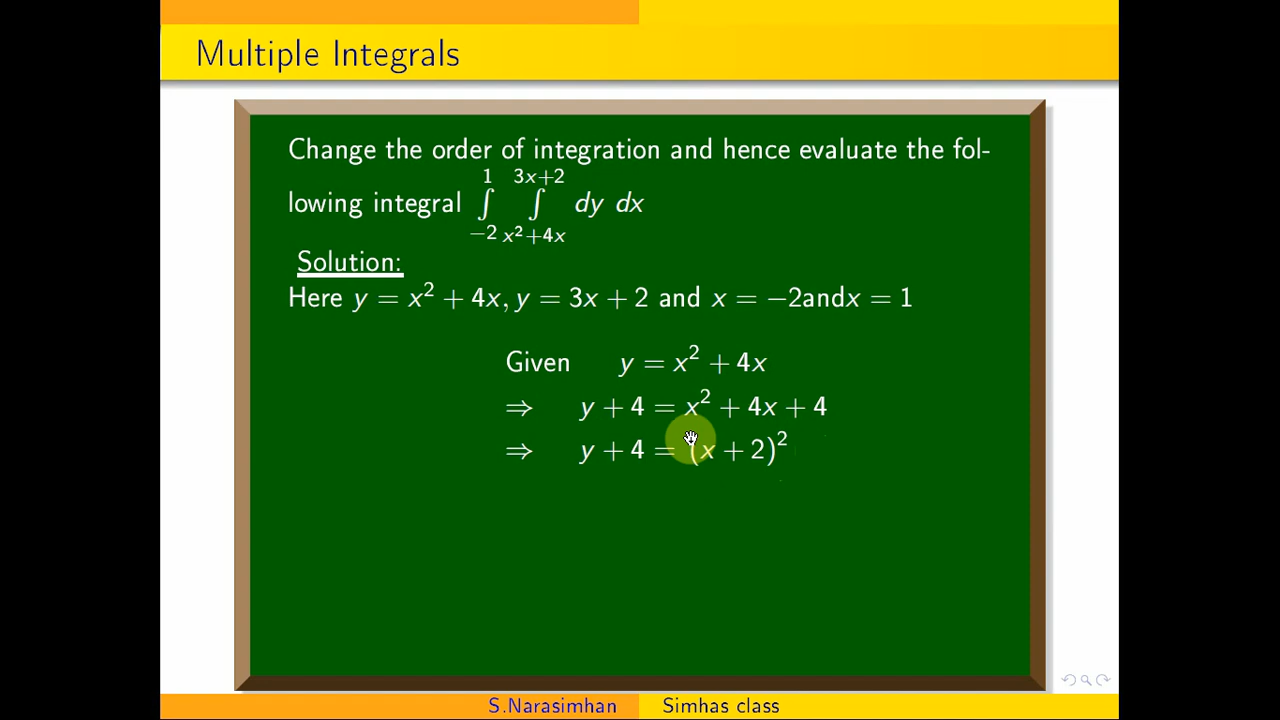 Multiple Integrals
Change the order of integration and hence evaluate the fol-
lowing integral ∫_{−2}^{1} ∫_{x²+4x}^{3x+2} dy dx
Solution:
Here y = x² + 4x, y = 3x + 2 and x = −2andx = 1
Given y = x² + 4x
⇒ y + 4 = x² + 4x + 4
⇒ y + 4 = (x + 2)²
S.Narasimhan Simhas class